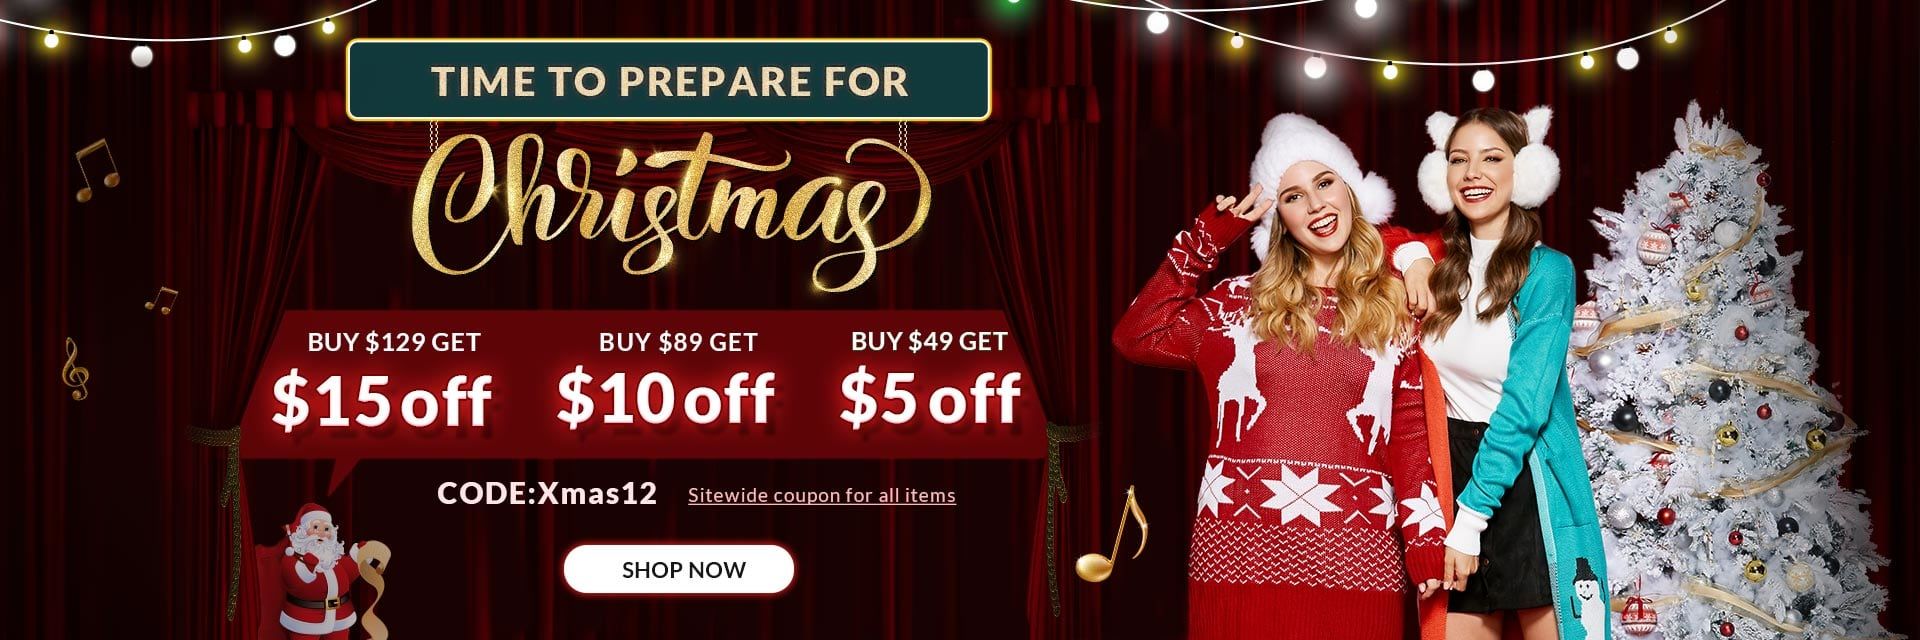 TIME TO PREPARE FOR
Christmas
BUY $129 GET
$15 off
BUY $89 GET
$10 off
BUY $49 GET
$5 off
CODE:Xmas12
Sitewide coupon for all items
SHOP NOW